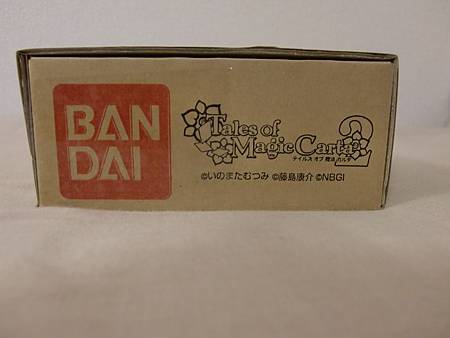 BAN
DAI
Tales of
Magic Carta 2
テイルス オブ 魔法 カルタ
©いのまたむつみ ©藤島康介 ©NBGI